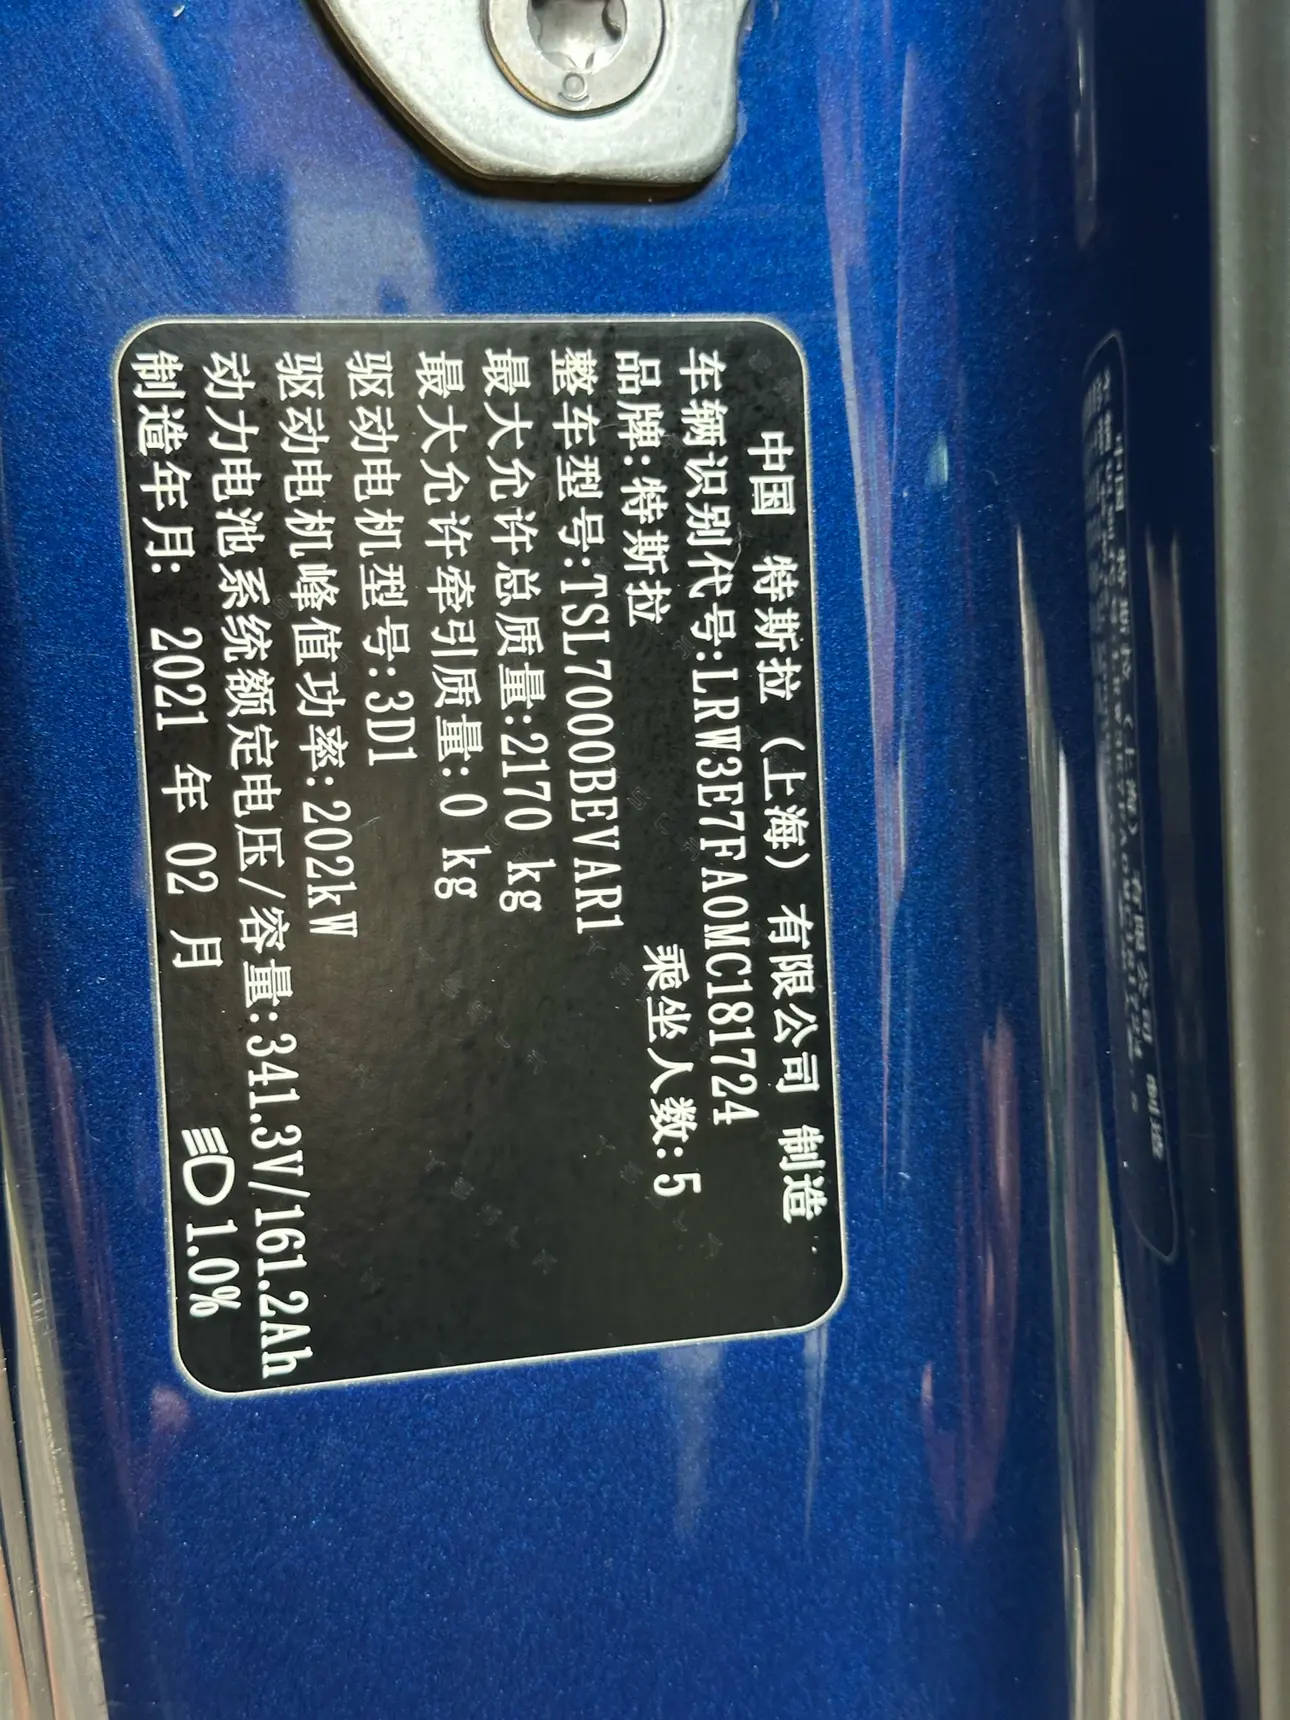 中国 特斯拉（上海）有限公司 制造
车辆识别代号:LRW3E7FA0MC181724
品牌:特斯拉 乘坐人数:5
整车型号:TSL7000BEVAR1
最大允许总质量:2170 kg
最大允许牵引质量:0 kg
驱动电机型号:3D1
驱动电机峰值功率:202kW
动力电池系统额定电压/容量:341.3V/161.2Ah
制造年月: 2021 年 02 月 1.0%